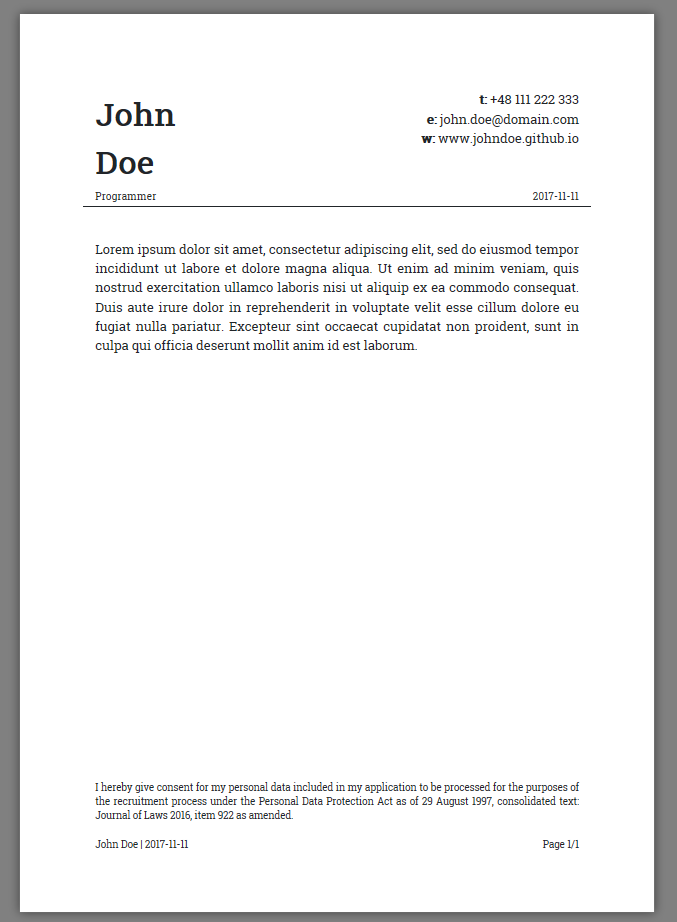 John
Doe
t: +48 111 222 333
e: john.doe@domain.com
w: www.johndoe.github.io
Programmer
2017-11-11
Lorem ipsum dolor sit amet, consectetur adipiscing elit, sed do eiusmod tempor
incididunt ut labore et dolore magna aliqua. Ut enim ad minim veniam, quis
nostrud exercitation ullamco laboris nisi ut aliquip ex ea commodo consequat.
Duis aute irure dolor in reprehenderit in voluptate velit esse cillum dolore eu
fugiat nulla pariatur. Excepteur sint occaecat cupidatat non proident, sunt in
culpa qui officia deserunt mollit anim id est laborum.
I hereby give consent for my personal data included in my application to be processed for the purposes of
the recruitment process under the Personal Data Protection Act as of 29 August 1997, consolidated text:
Journal of Laws 2016, item 922 as amended.
John Doe | 2017-11-11
Page 1/1